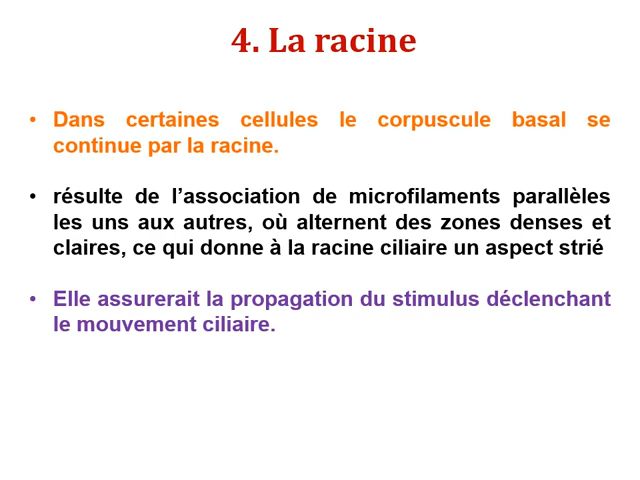 4. La racine
• Dans certaines cellules le corpuscule basal se
continue par la racine.
• résulte de l’association de microfilaments parallèles
les uns aux autres, où alternent des zones denses et
claires, ce qui donne à la racine ciliaire un aspect strié
• Elle assurerait la propagation du stimulus déclenchant
le mouvement ciliaire.